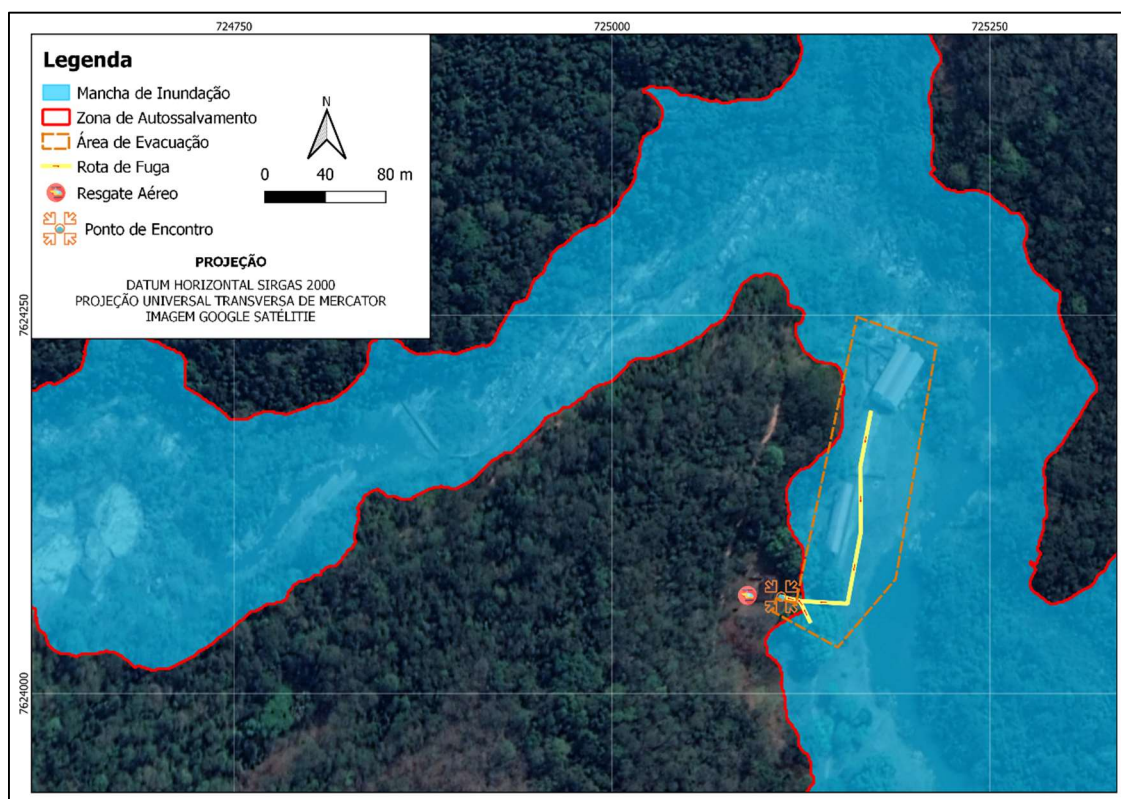 724750
725000
725250
Legenda
Mancha de Inundação
Zona de Autossalvamento
Área de Evacuação
Rota de Fuga
Resgate Aéreo
Ponto de Encontro
N
0 40 80 m
PROJEÇÃO
DATUM HORIZONTAL SIRGAS 2000
PROJEÇÃO UNIVERSAL TRANSVERSA DE MERCATOR
IMAGEM GOOGLE SATÉLITIE
7624250
7624000